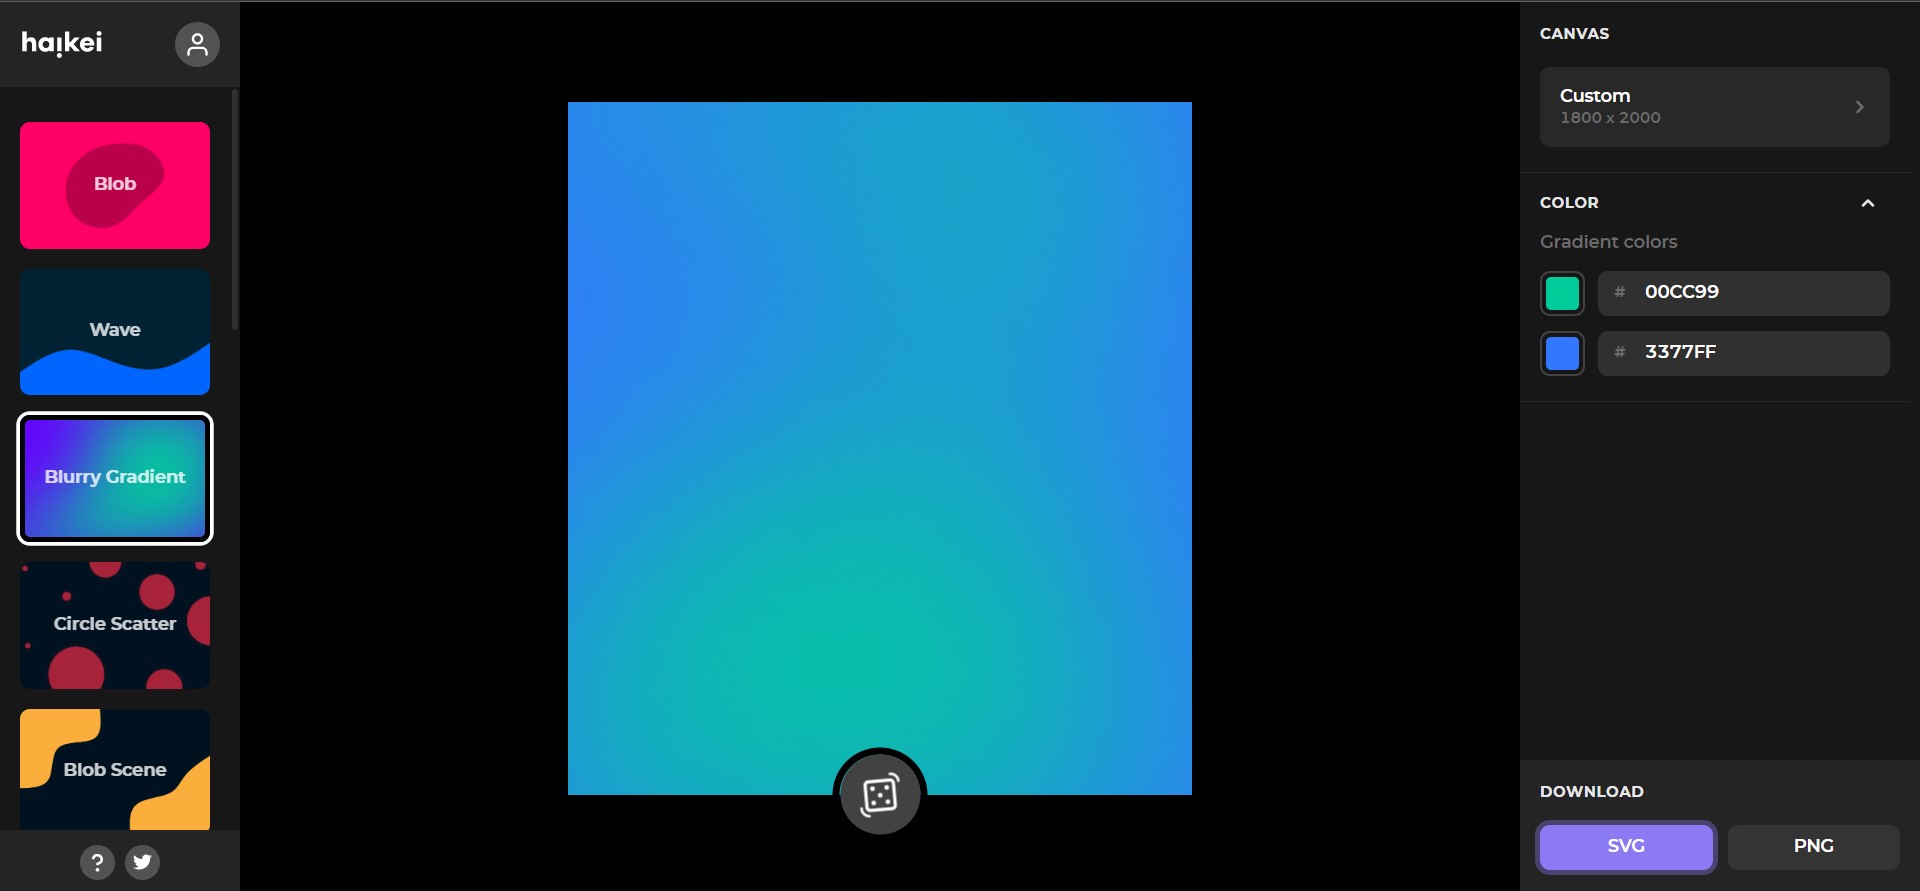 haikei
Blob
Wave
Blurry Gradient
Circle Scatter
Blob Scene
?
CANVAS
Custom
1800 x 2000
COLOR
Gradient colors
# 00CC99
# 3377FF
DOWNLOAD
SVG
PNG